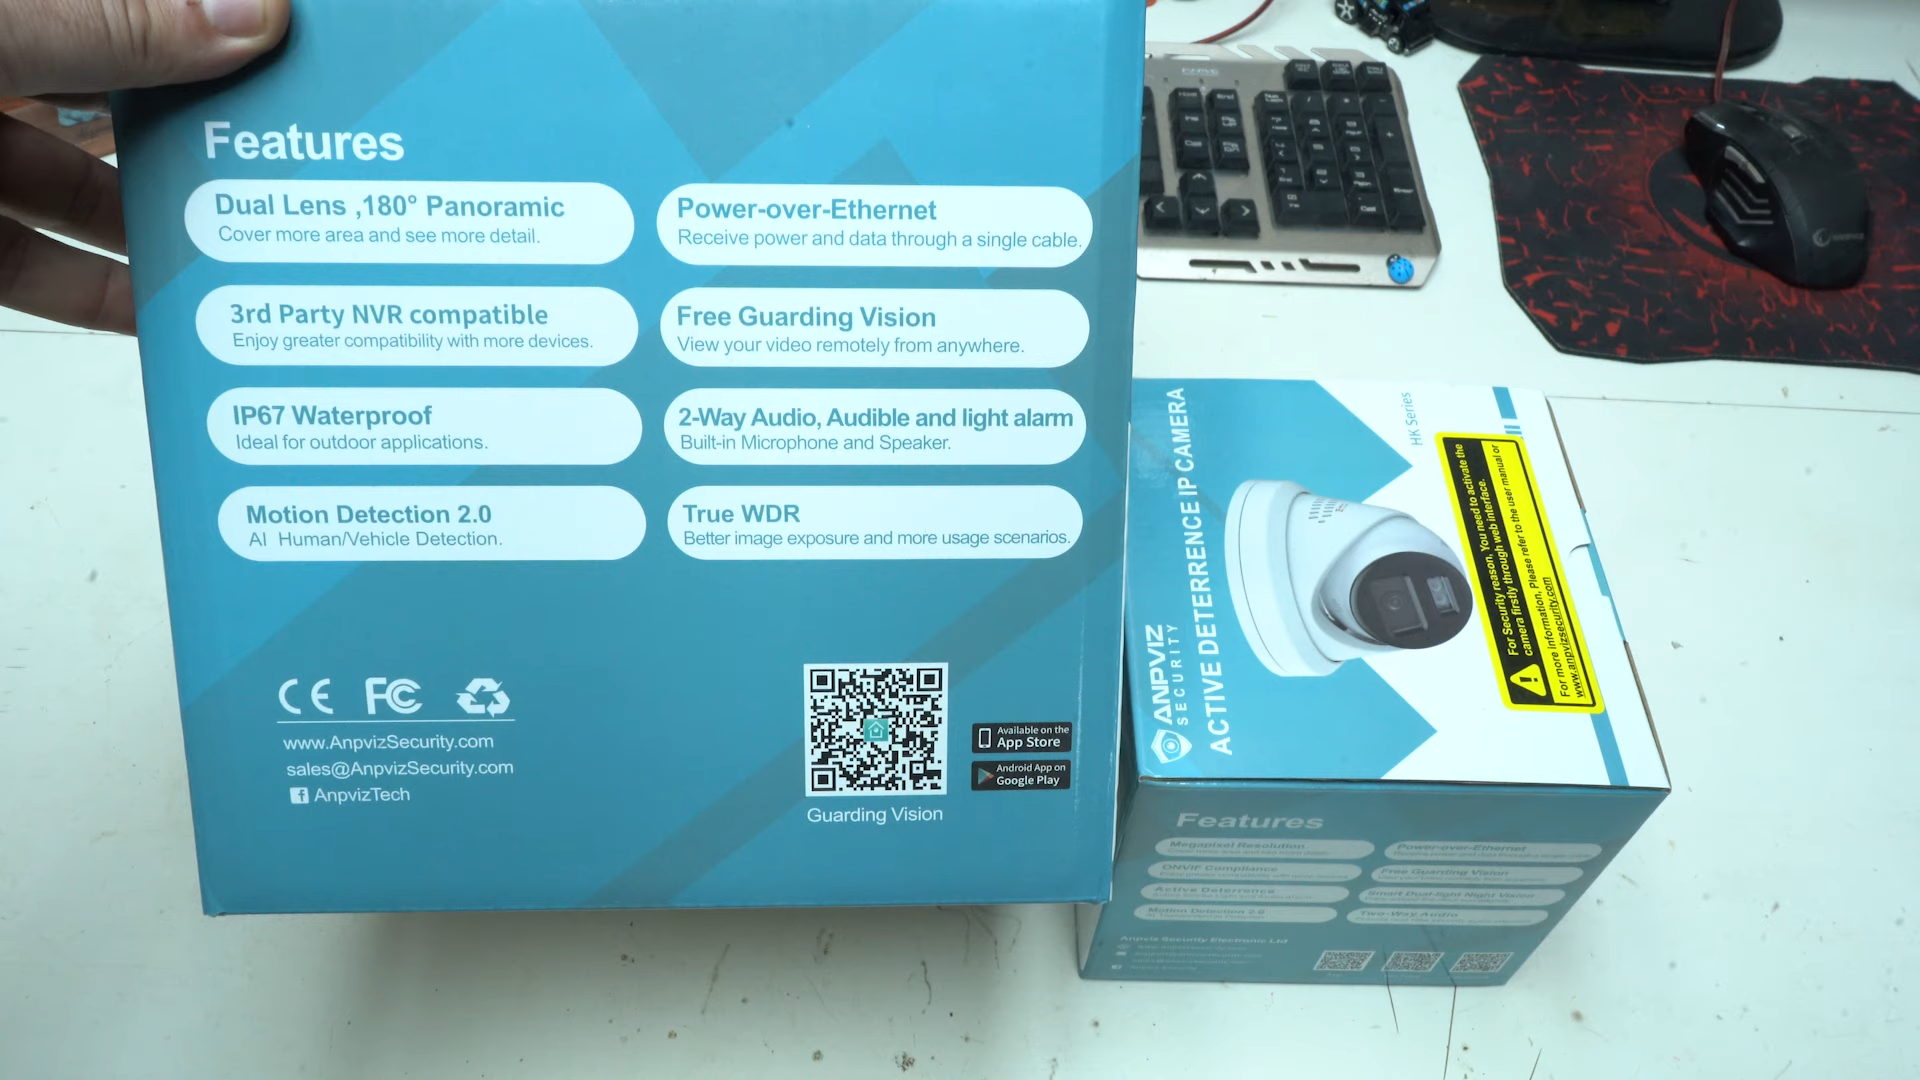 Features
Dual Lens ,180° Panoramic
Cover more area and see more detail.
Power-over-Ethernet
Receive power and data through a single cable.
3rd Party NVR compatible
Enjoy greater compatibility with more devices.
Free Guarding Vision
View your video remotely from anywhere.
IP67 Waterproof
Ideal for outdoor applications.
2-Way Audio, Audible and light alarm
Built-in Microphone and Speaker.
Motion Detection 2.0
AI Human/Vehicle Detection.
True WDR
Better image exposure and more usage scenarios.
CE FC
www.AnpvizSecurity.com
sales@AnpvizSecurity.com
AnpvizTech
Guarding Vision
Available on the
App Store
Android App on
Google Play
ANPVIZ
SECURITY
ACTIVE DETERRENCE IP CAMERA
HK Series
For Security reason, You need to activate the
camera firstly through web interface.
For more information, Please refer to the user manual or
www.anpvizsecurity.com
Features
Megapixel Resolution
Power-over-Ethernet
ONVIF Compliance
Free Guarding Vision
Active Deterrence
Smart Dual-light Night Vision
Motion Detection 2.0
Two-Way Audio
Anpviz Security Electronic Ltd